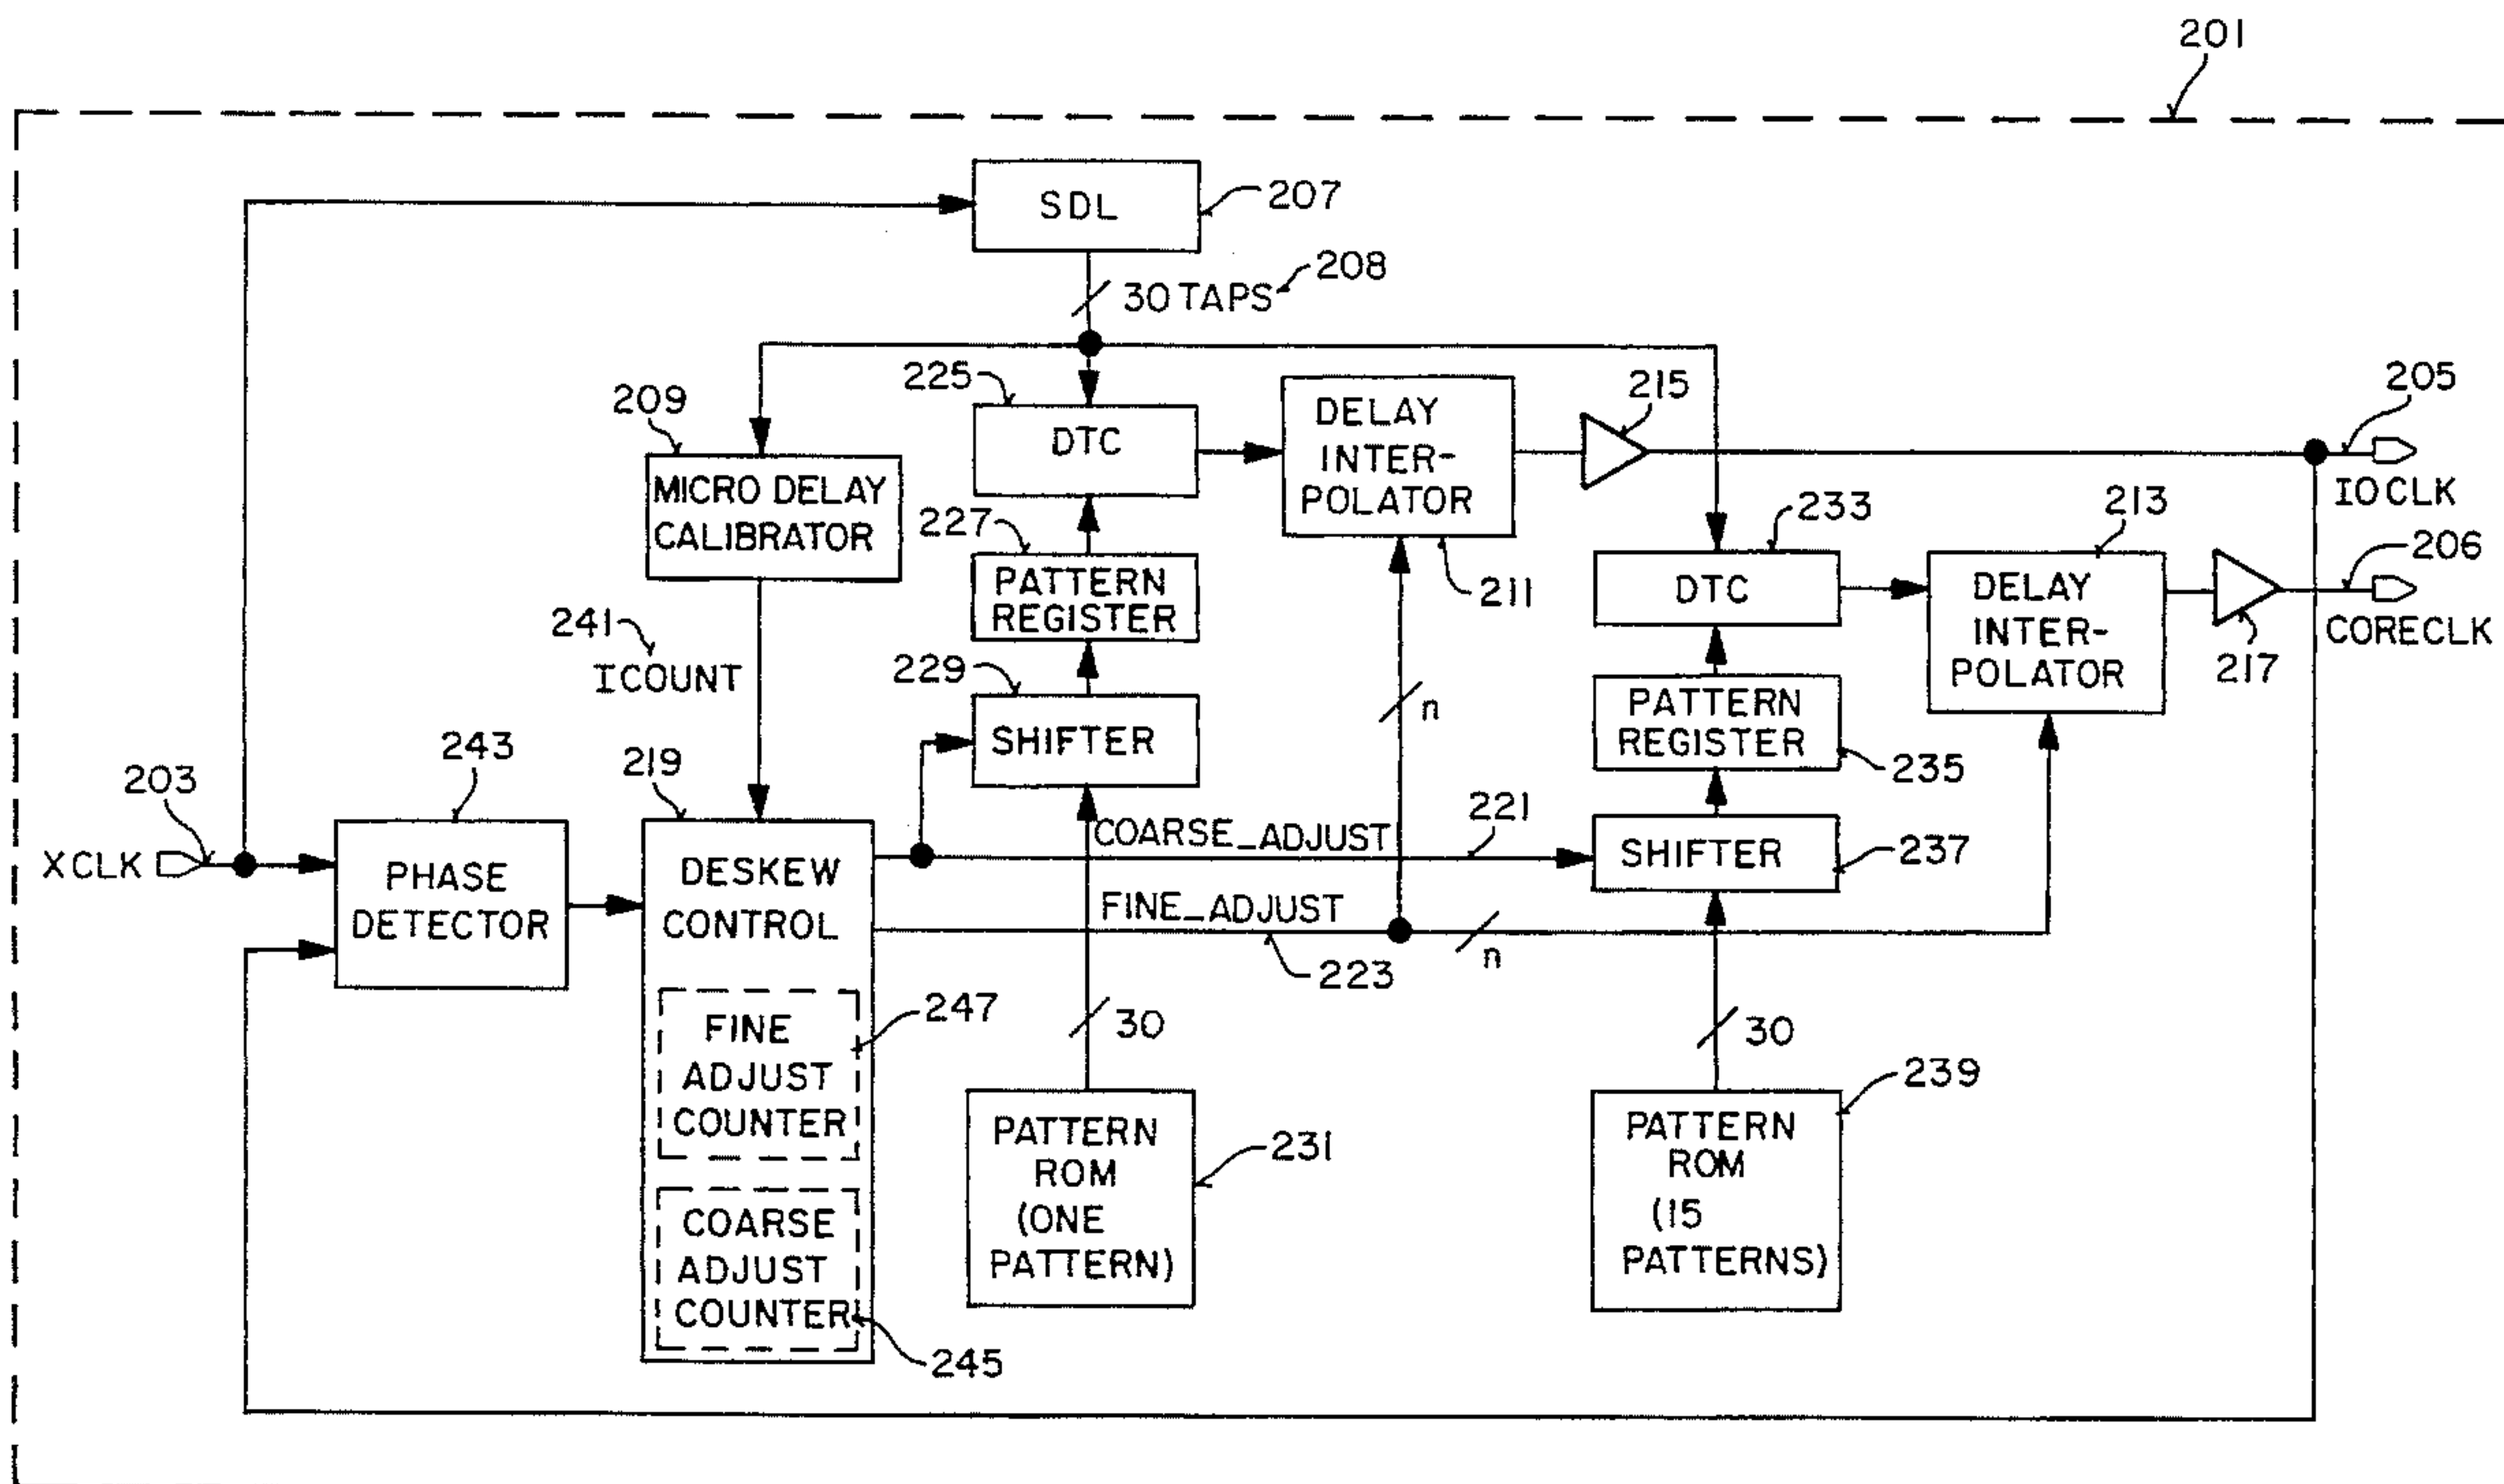 201
SDL
207
30 TAPS
208
225
209
DTC
DELAY
INTER-
POLATOR
215
205
IOCLK
MICRO DELAY
CALIBRATOR
227
PATTERN
REGISTER
211
233
DTC
213
DELAY
INTER-
POLATOR
206
CORECLK
217
241
ICOUNT
229
SHIFTER
n
PATTERN
REGISTER
235
203
XCLK
243
PHASE
DETECTOR
219
DESKEW
CONTROL
COARSE_ADJUST
221
SHIFTER
237
FINE_ADJUST
223
n
FINE
ADJUST
COUNTER
247
30
30
COARSE
ADJUST
COUNTER
245
PATTERN
ROM
(ONE
PATTERN)
231
PATTERN
ROM
(15
PATTERNS)
239